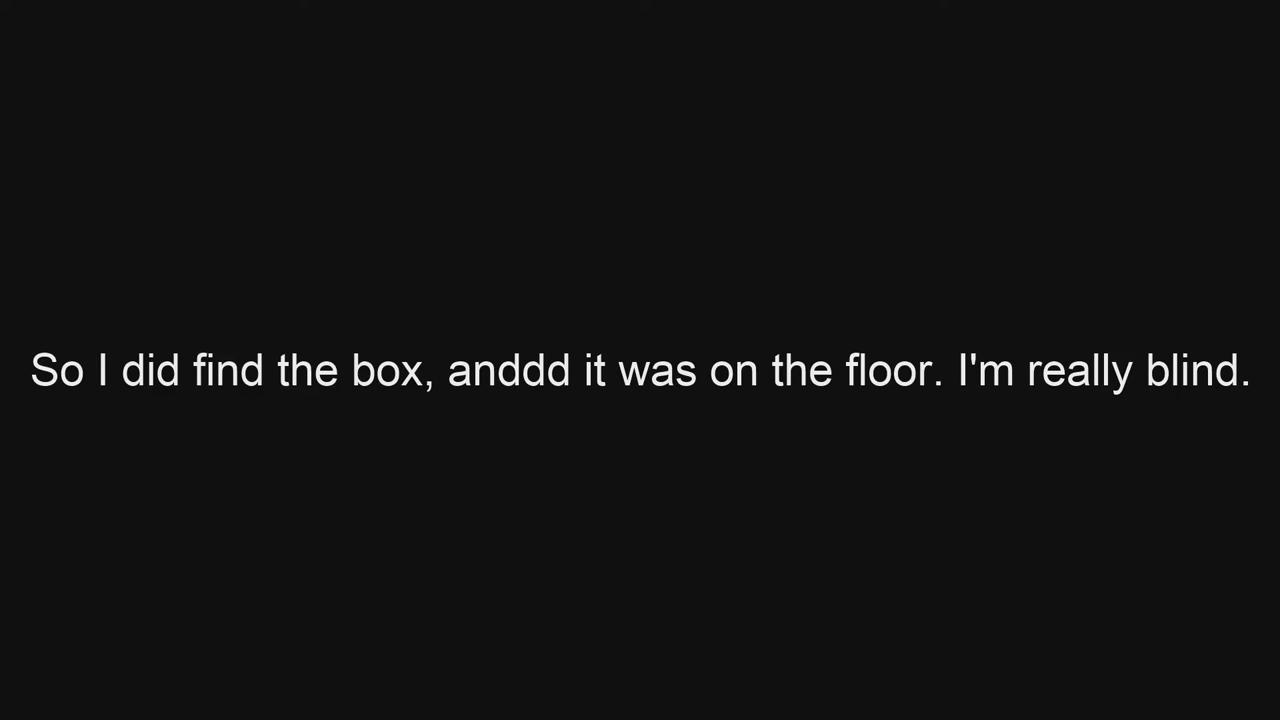 So I did find the box, anddd it was on the floor. I'm really blind.